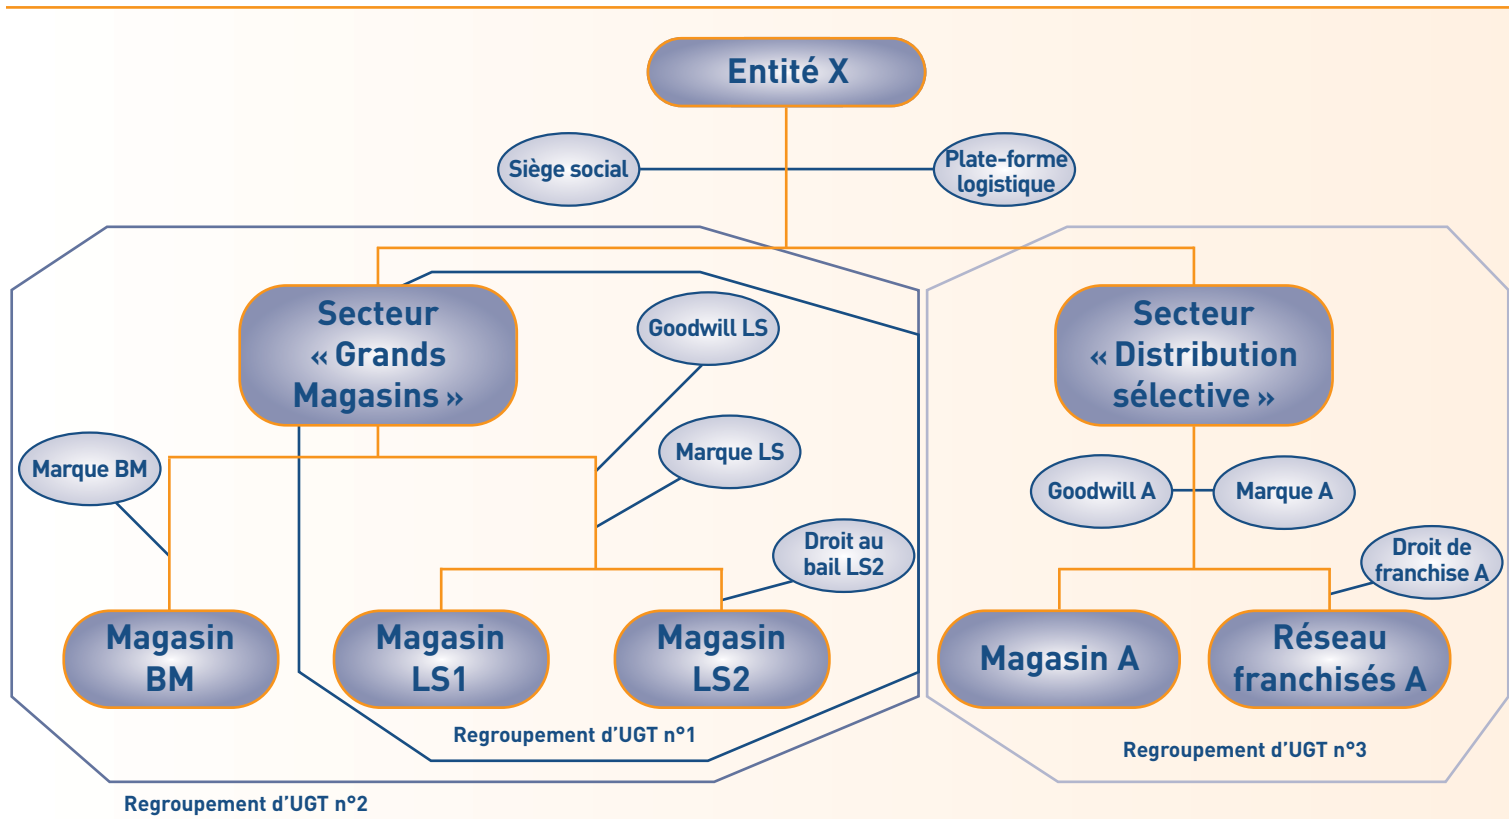 Entité X
Siège social
Plate-forme
logistique
Secteur
« Grands
Magasins »
Goodwill LS
Secteur
« Distribution
sélective »
Marque BM
Marque LS
Goodwill A
Marque A
Droit au
bail LS2
Droit de
franchise A
Magasin
BM
Magasin
LS1
Magasin
LS2
Magasin A
Réseau
franchisés A
Regroupement d’UGT n°1
Regroupement d’UGT n°3
Regroupement d’UGT n°2